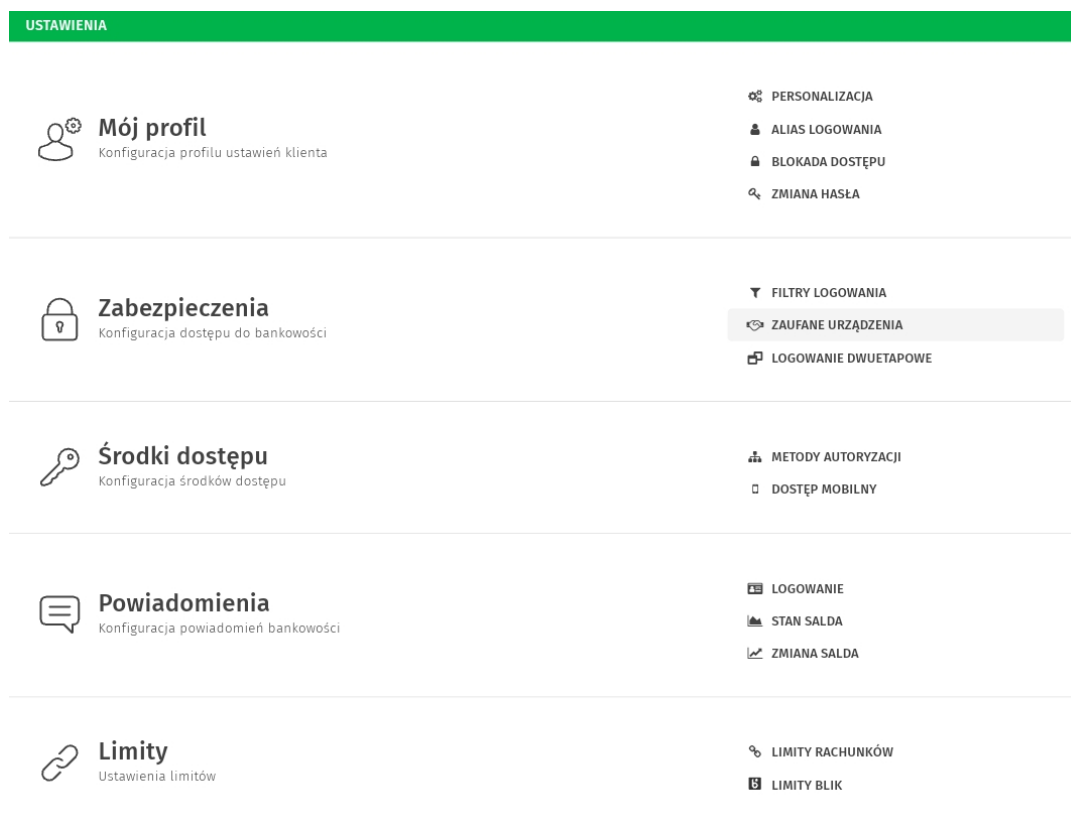 USTAWIENIA
Mój profil
Konfiguracja profilu ustawień klienta
PERSONALIZACJA
ALIAS LOGOWANIA
BLOKADA DOSTĘPU
ZMIANA HASŁA
Zabezpieczenia
Konfiguracja dostępu do bankowości
FILTRY LOGOWANIA
ZAUFANE URZĄDZENIA
LOGOWANIE DWUETAPOWE
Środki dostępu
Konfiguracja środków dostępu
METODY AUTORYZACJI
DOSTĘP MOBILNY
Powiadomienia
Konfiguracja powiadomień bankowości
LOGOWANIE
STAN SALDA
ZMIANA SALDA
Limity
Ustawienia limitów
LIMITY RACHUNKÓW
LIMITY BLIK